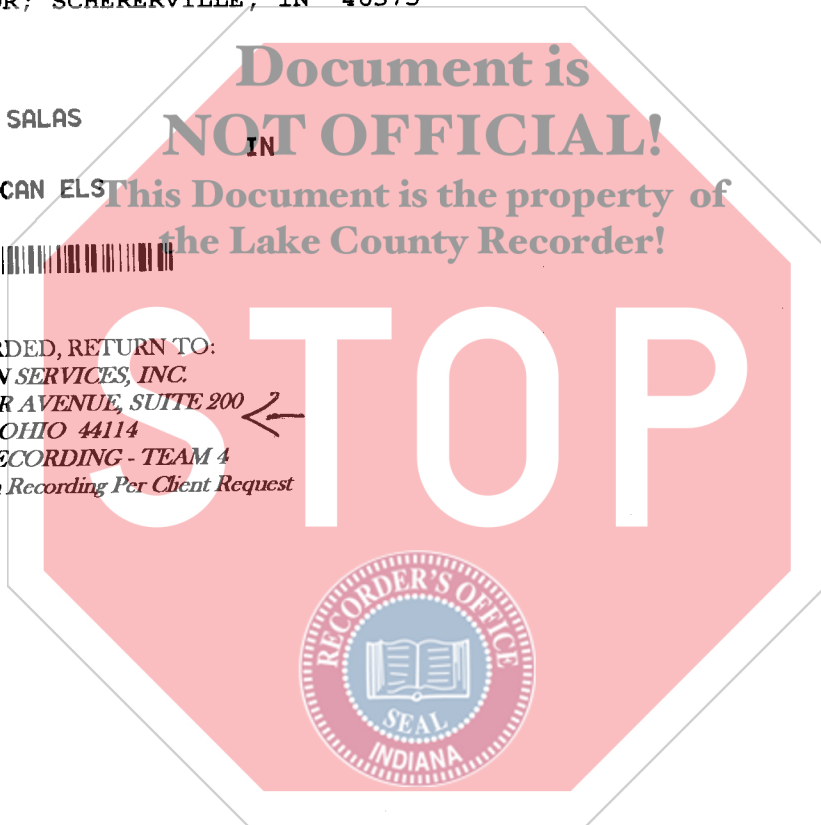 OR; SCHERERVILLE, IN 46375
Document is
SALAS
NOT OFFICIAL!
IN
CAN ELS
This Document is the property of
the Lake County Recorder!
STOP
RDED, RETURN TO:
N SERVICES, INC.
R AVENUE, SUITE 200
OHIO 44114
ECORDING - TEAM 4
n Recording Per Client Request
RECORDER'S OFFICE
SEAL
INDIANA